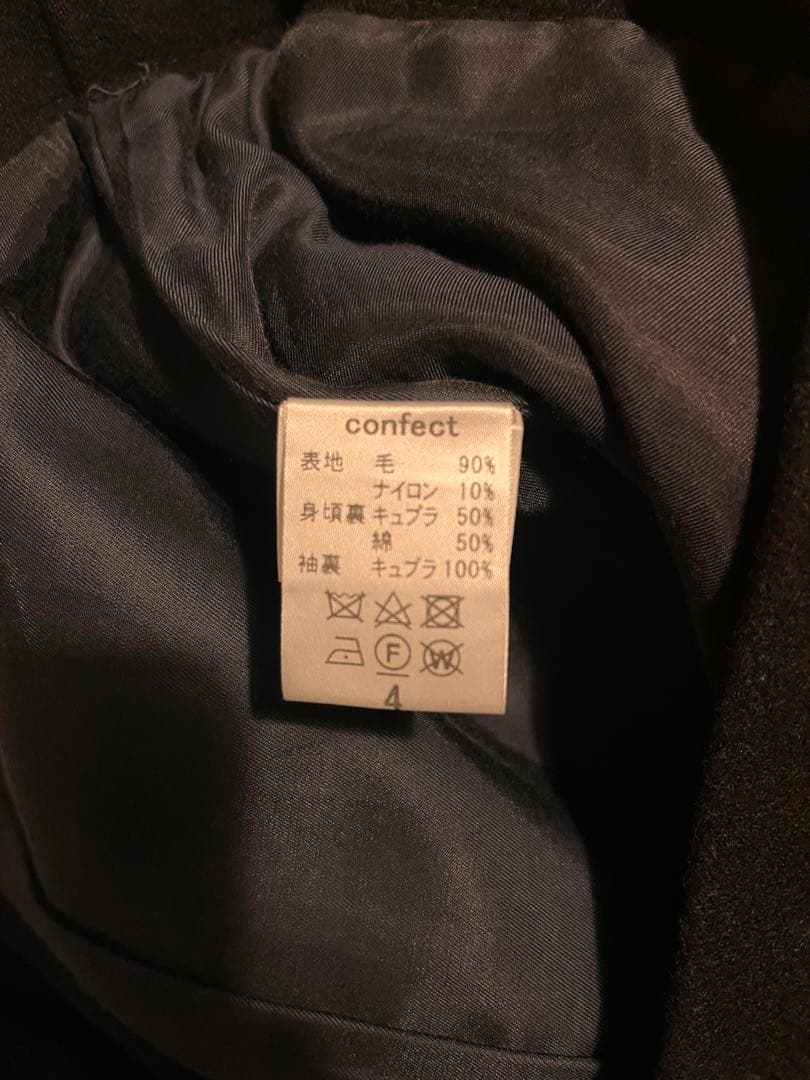 confect
表地 毛 90%
ナイロン 10%
身頃裏 キュプラ 50%
綿 50%
袖裏 キュプラ 100%
F W
4